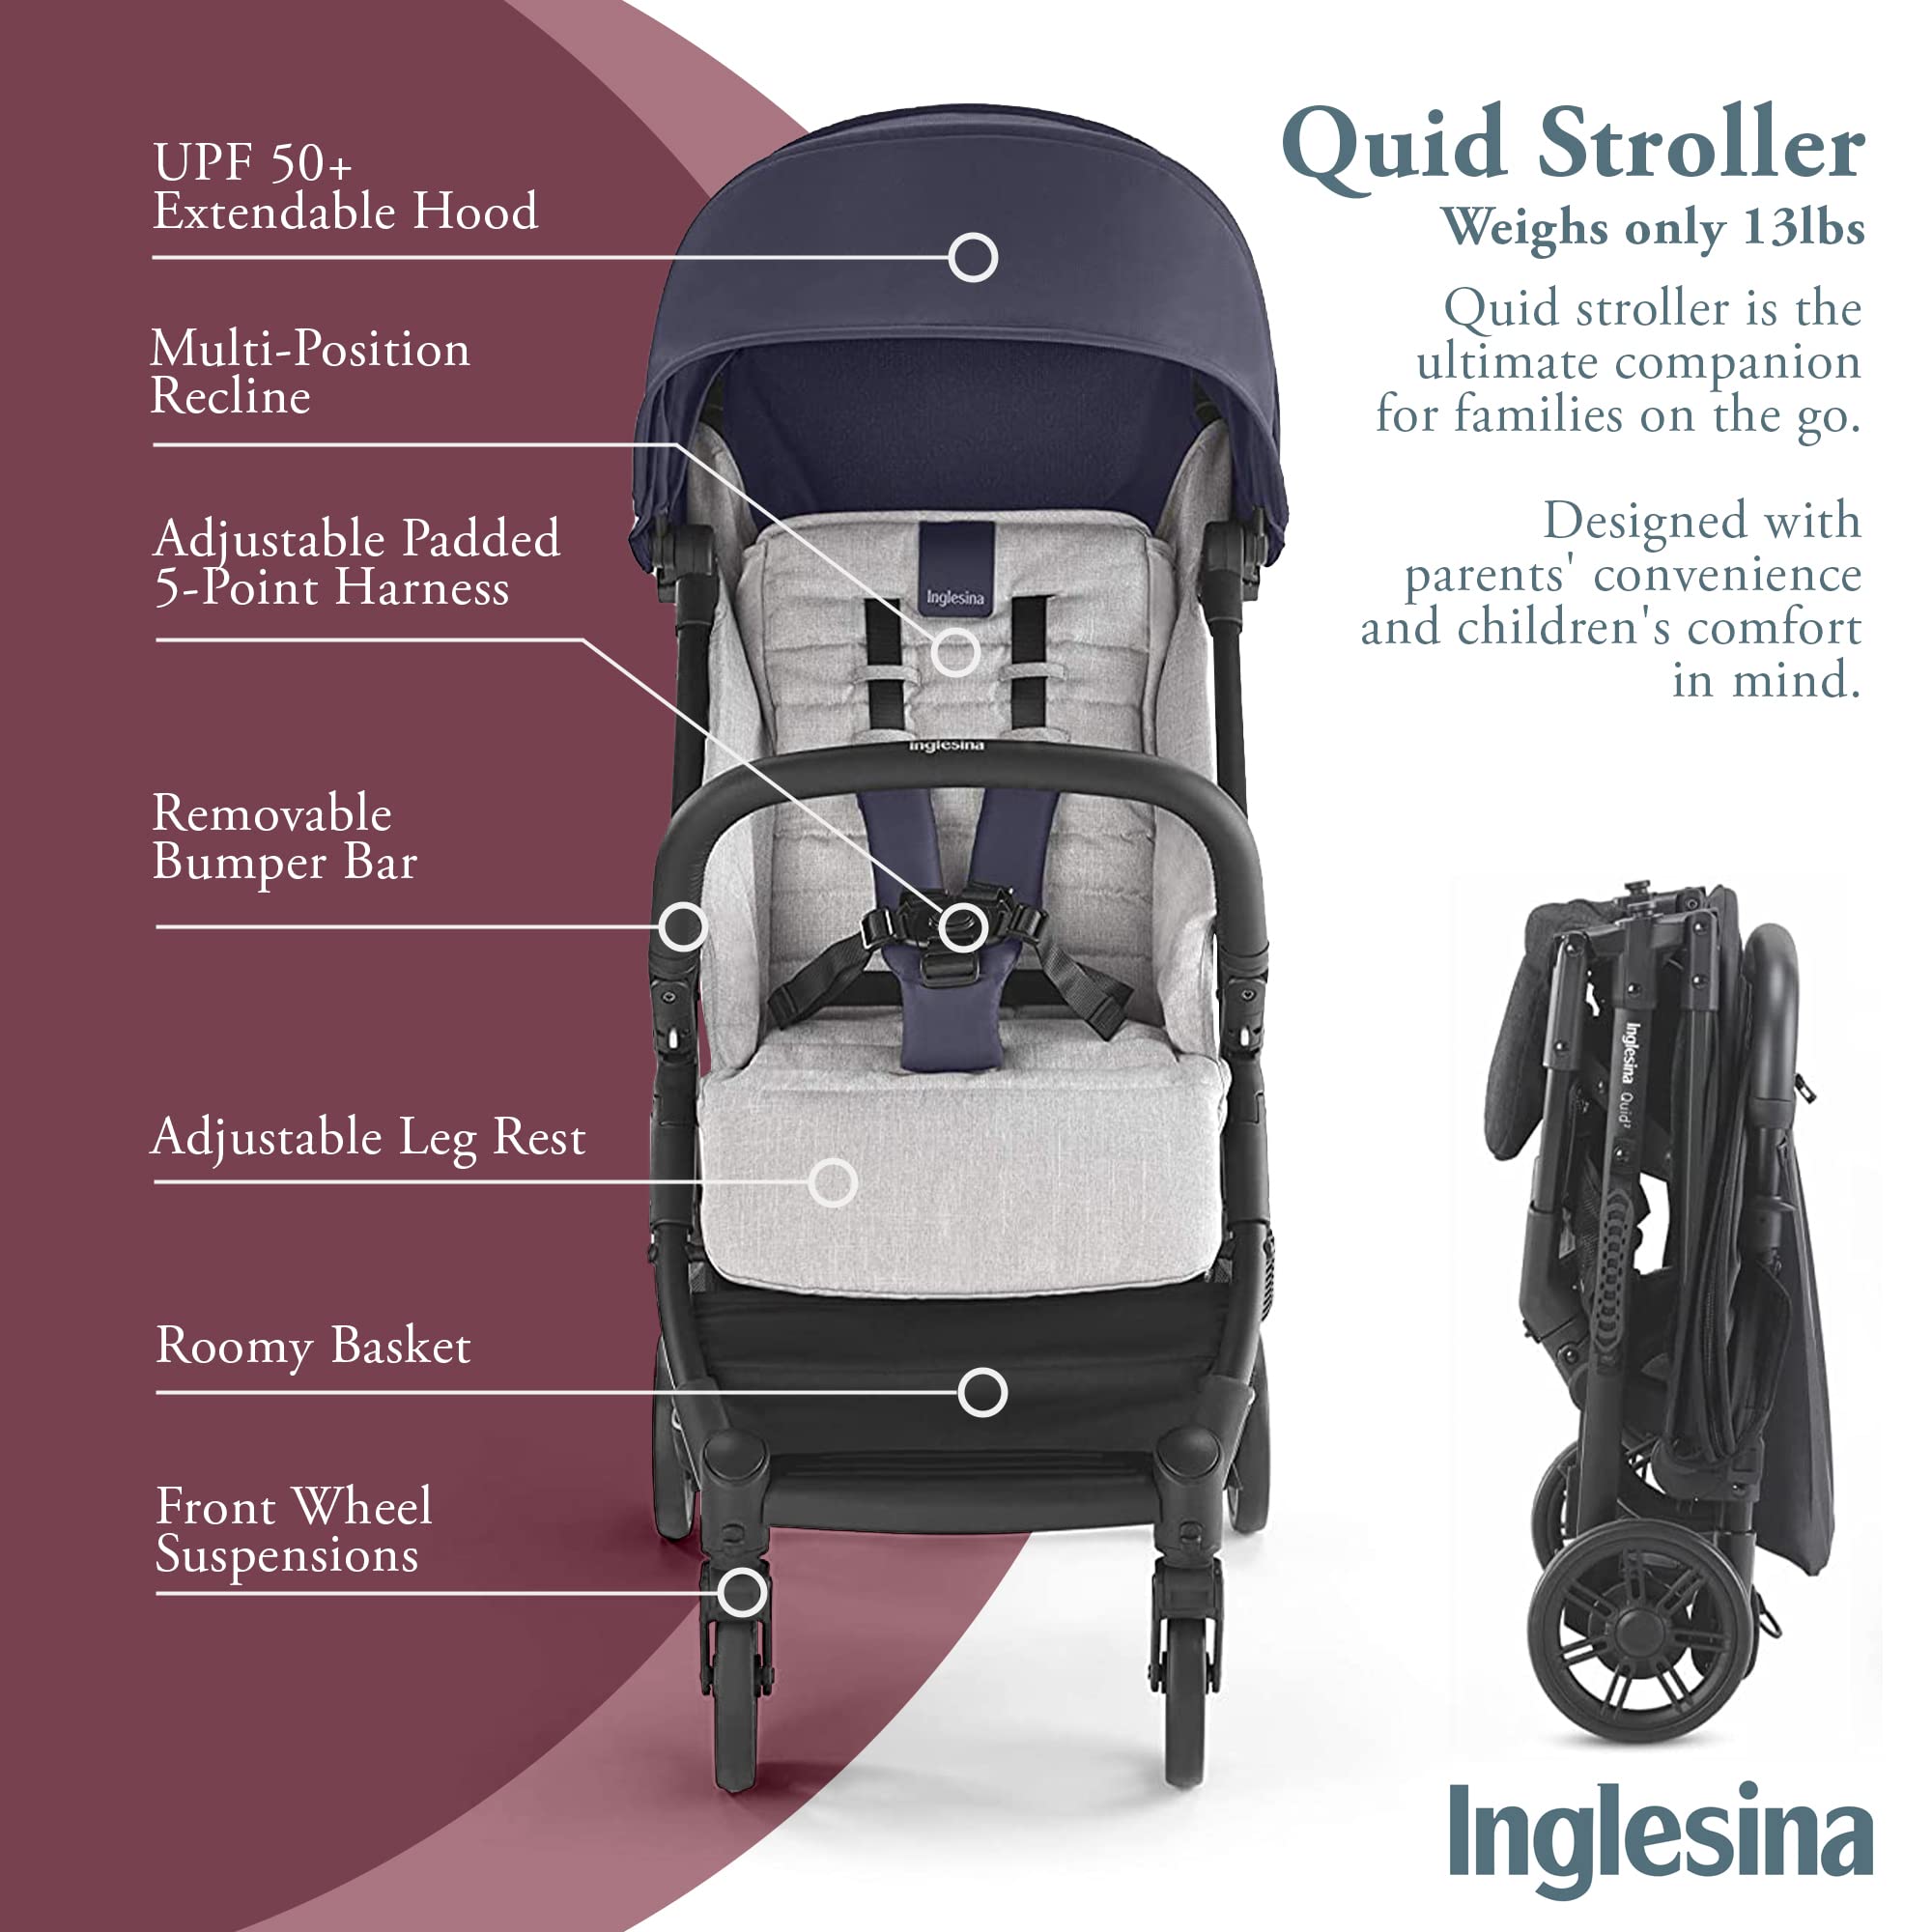 UPF 50+
Extendable Hood
Multi-Position
Recline
Adjustable Padded
5-Point Harness
Removable
Bumper Bar
Adjustable Leg Rest
Roomy Basket
Front Wheel
Suspensions
Inglesina
inglesina
Quid Stroller
Weighs only 13lbs
Quid stroller is the
ultimate companion
for families on the go.
Designed with
parents' convenience
and children's comfort
in mind.
Inglesina Quid²
Inglesina